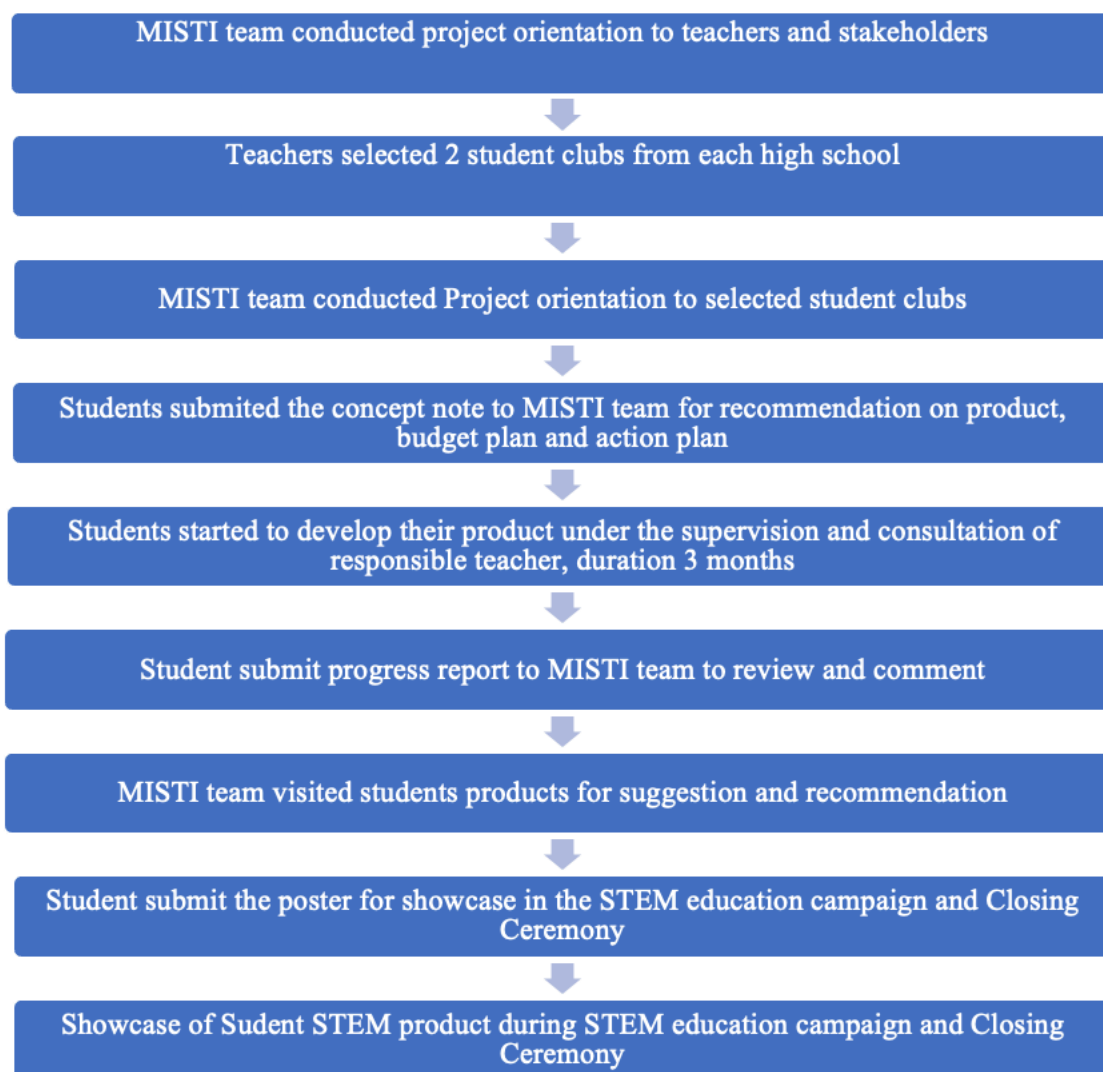 MISTI team conducted project orientation to teachers and stakeholders
Teachers selected 2 student clubs from each high school
MISTI team conducted Project orientation to selected student clubs
Students submited the concept note to MISTI team for recommendation on product,
budget plan and action plan
Students started to develop their product under the supervision and consultation of
responsible teacher, duration 3 months
Student submit progress report to MISTI team to review and comment
MISTI team visited students products for suggestion and recommendation
Student submit the poster for showcase in the STEM education campaign and Closing
Ceremony
Showcase of Sudent STEM product during STEM education campaign and Closing
Ceremony